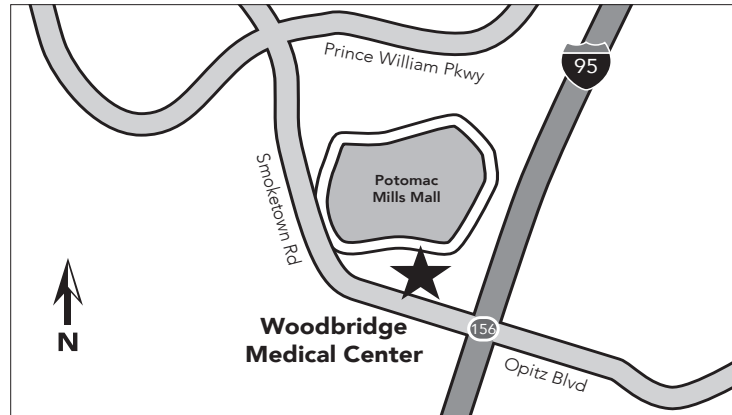 Prince William Pkwy
95
Potomac
Mills Mall
Smoketown Rd
N
Woodbridge
Medical Center
156
Opitz Blvd